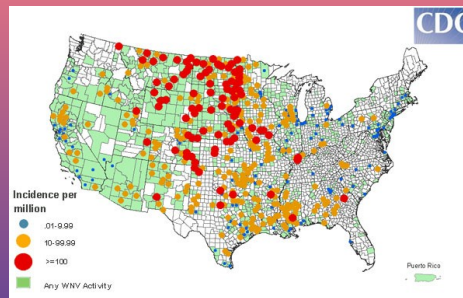 CDC
Incidence per
million
.01-9.99
10-99.99
>=100
Any WNV Activity
Puerto Rico